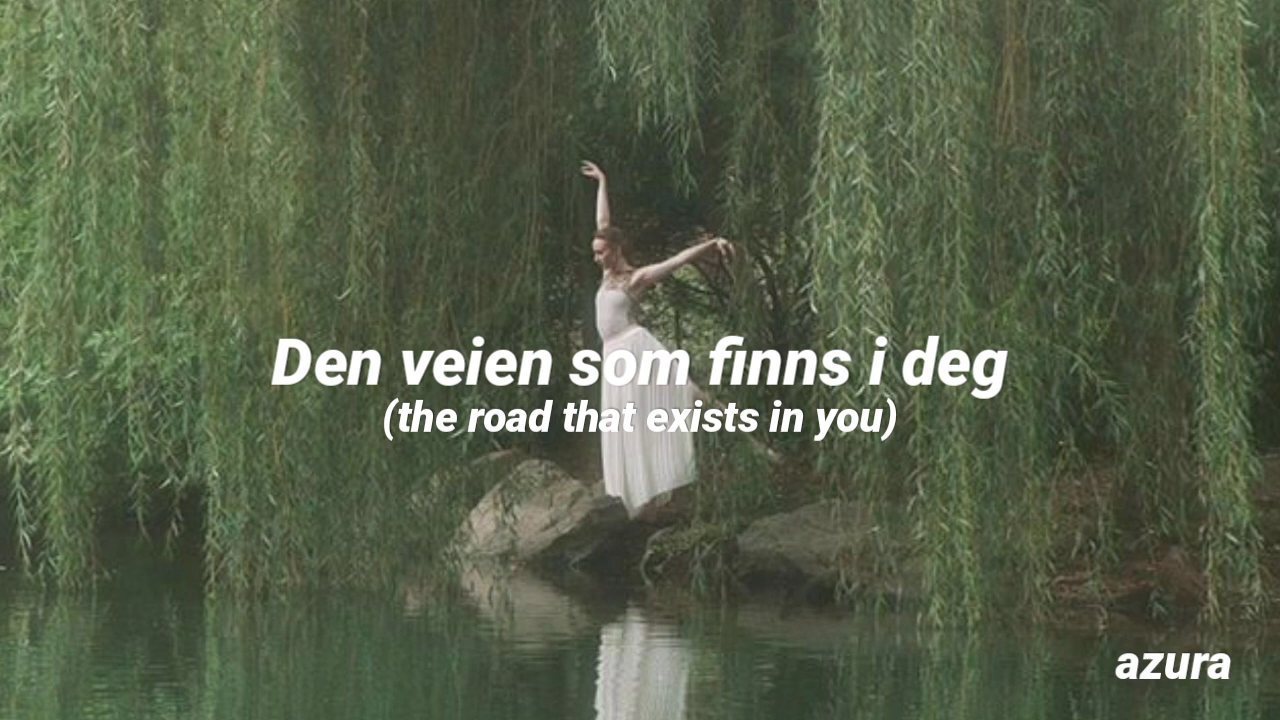 Den veien som finns i deg
(the road that exists in you)
azura